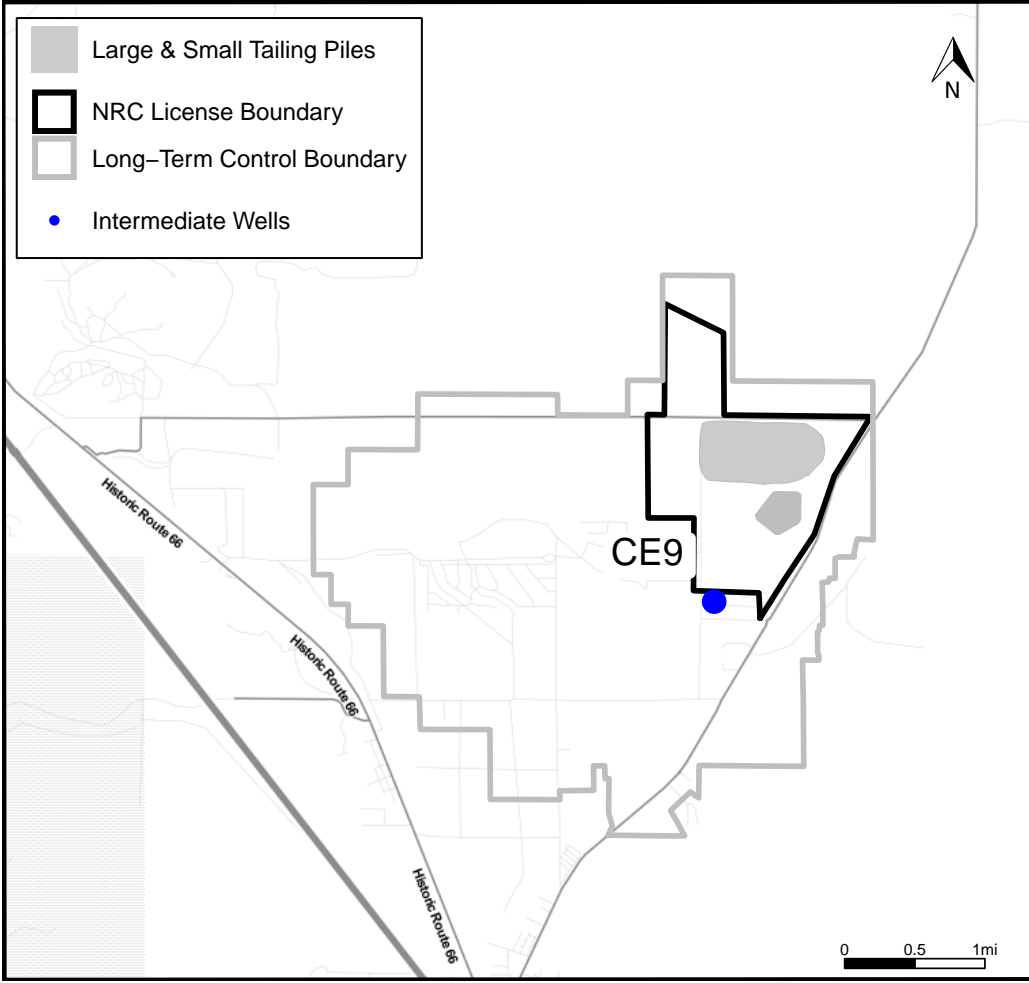 Large & Small Tailing Piles
NRC License Boundary
Long−Term Control Boundary
Intermediate Wells
N
Historic Route 66
CE9
Historic Route 66
Historic Route 66
0 0.5 1mi